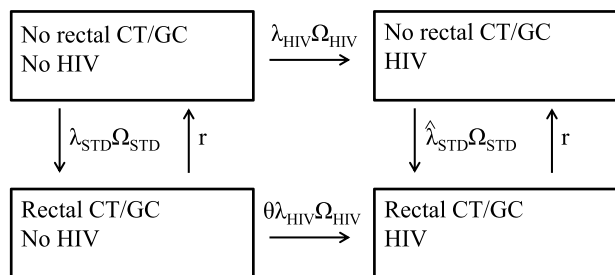 No rectal CT/GC
No HIV
λHIVΩHIV
No rectal CT/GC
HIV
λSTDΩSTD
r
λ̂STDΩSTD
r
Rectal CT/GC
No HIV
θλHIVΩHIV
Rectal CT/GC
HIV